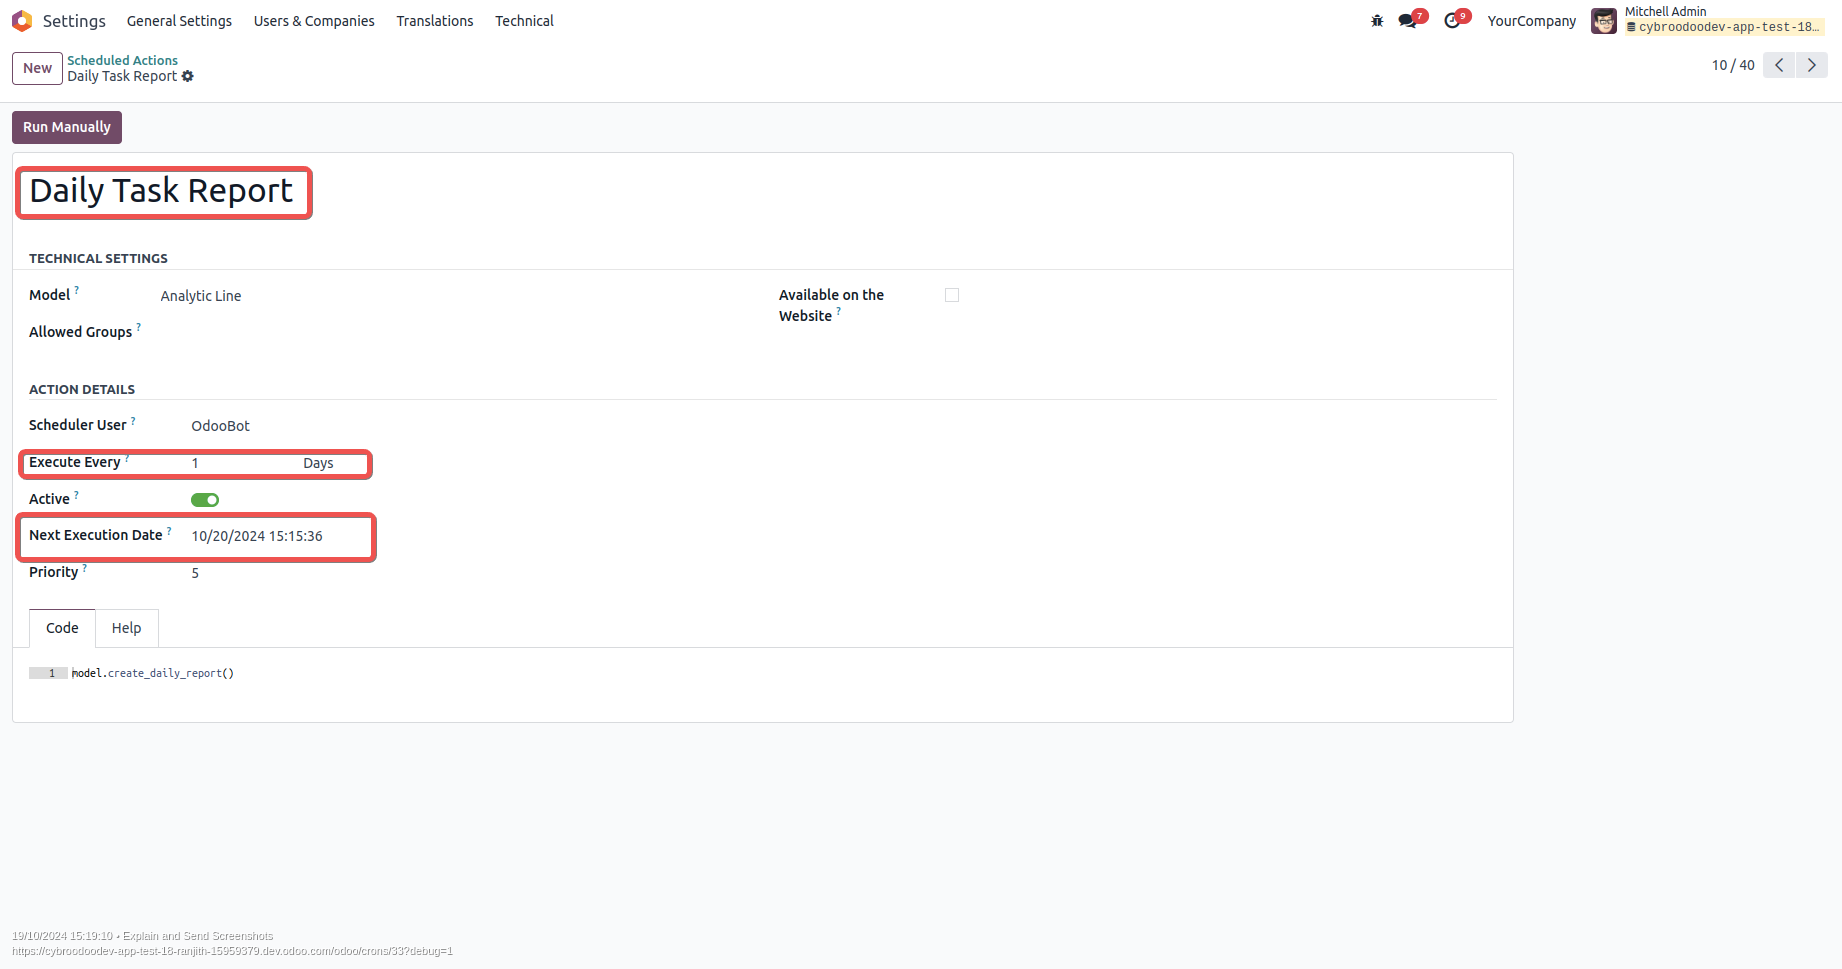 Settings General Settings Users & Companies Translations Technical 7 9 YourCompany Mitchell Admin
cybroodoodev-app-test-18...
New Scheduled Actions
Daily Task Report
10 / 40
Run Manually
Daily Task Report
TECHNICAL SETTINGS
Model ? Analytic Line
Available on the
Website ?
Allowed Groups ?
ACTION DETAILS
Scheduler User ? OdooBot
Execute Every ? 1 Days
Active ?
Next Execution Date ? 10/20/2024 15:15:36
Priority ? 5
Code Help
1 model.create_daily_report()
19/10/2024 15:19:10 • Explain and Send Screenshots
https://cybroodoodev-app-test-18-ranjith-15959379.dev.odoo.com/odoo/crons/33?debug=1